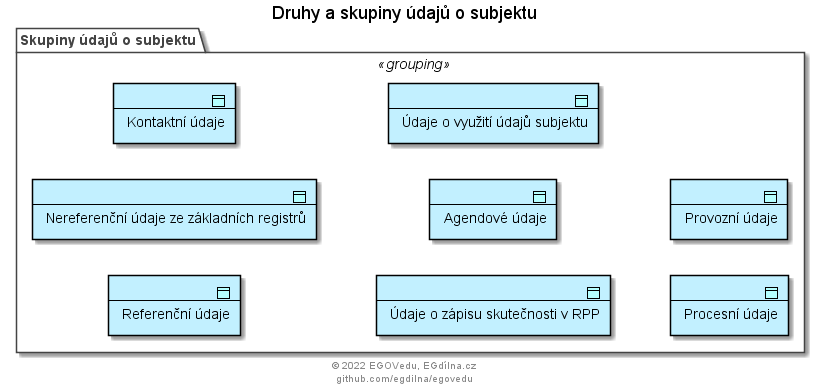 Druhy a skupiny údajů o subjektu
Skupiny údajů o subjektu
«grouping»
Kontaktní údaje
Údaje o využití údajů subjektu
Nereferenční údaje ze základních registrů
Agendové údaje
Provozní údaje
Referenční údaje
Údaje o zápisu skutečnosti v RPP
Procesní údaje
© 2022 EGOVedu, EGdílna.cz
github.com/egdilna/egovedu